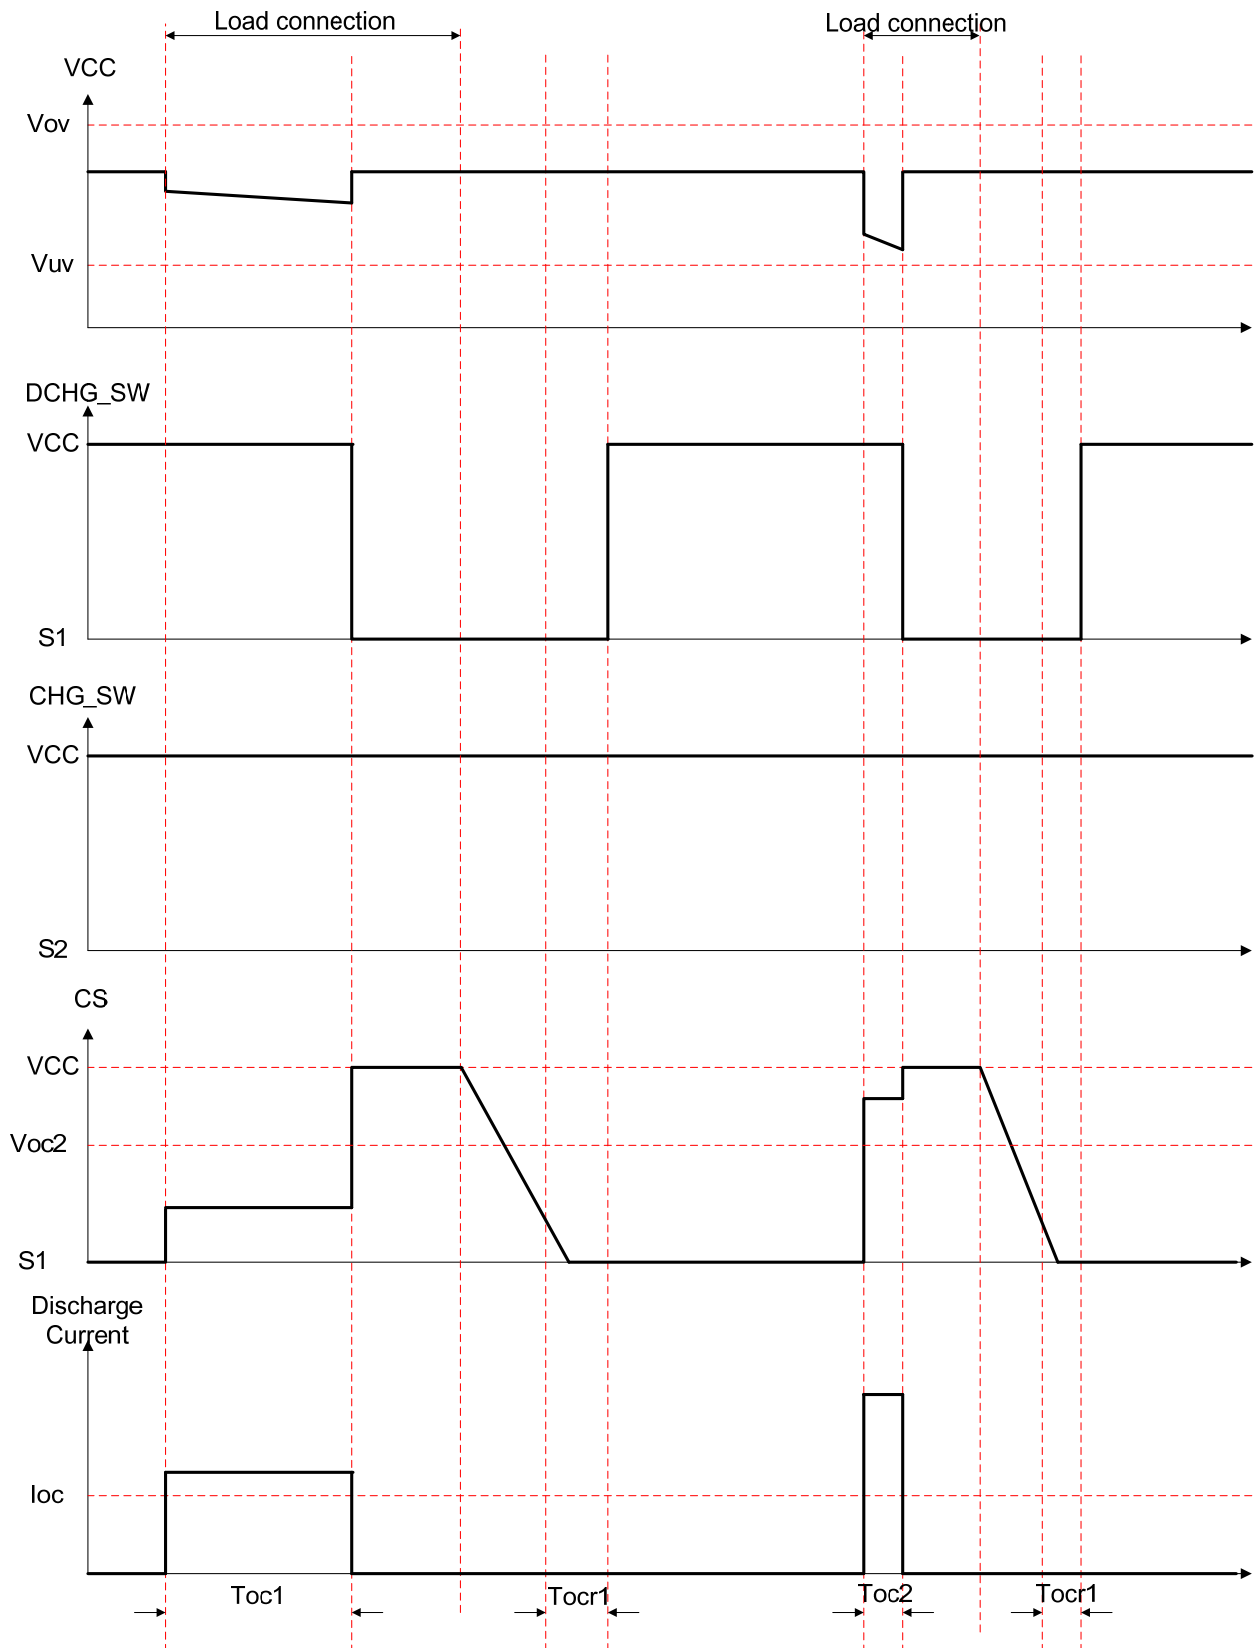 Load connection
Load connection
VCC
Vov
Vuv
DCHG_SW
VCC
S1
CHG_SW
VCC
S2
CS
VCC
Voc2
S1
Discharge
Current
Ioc
Toc1
Tocr1
Toc2
Tocr1